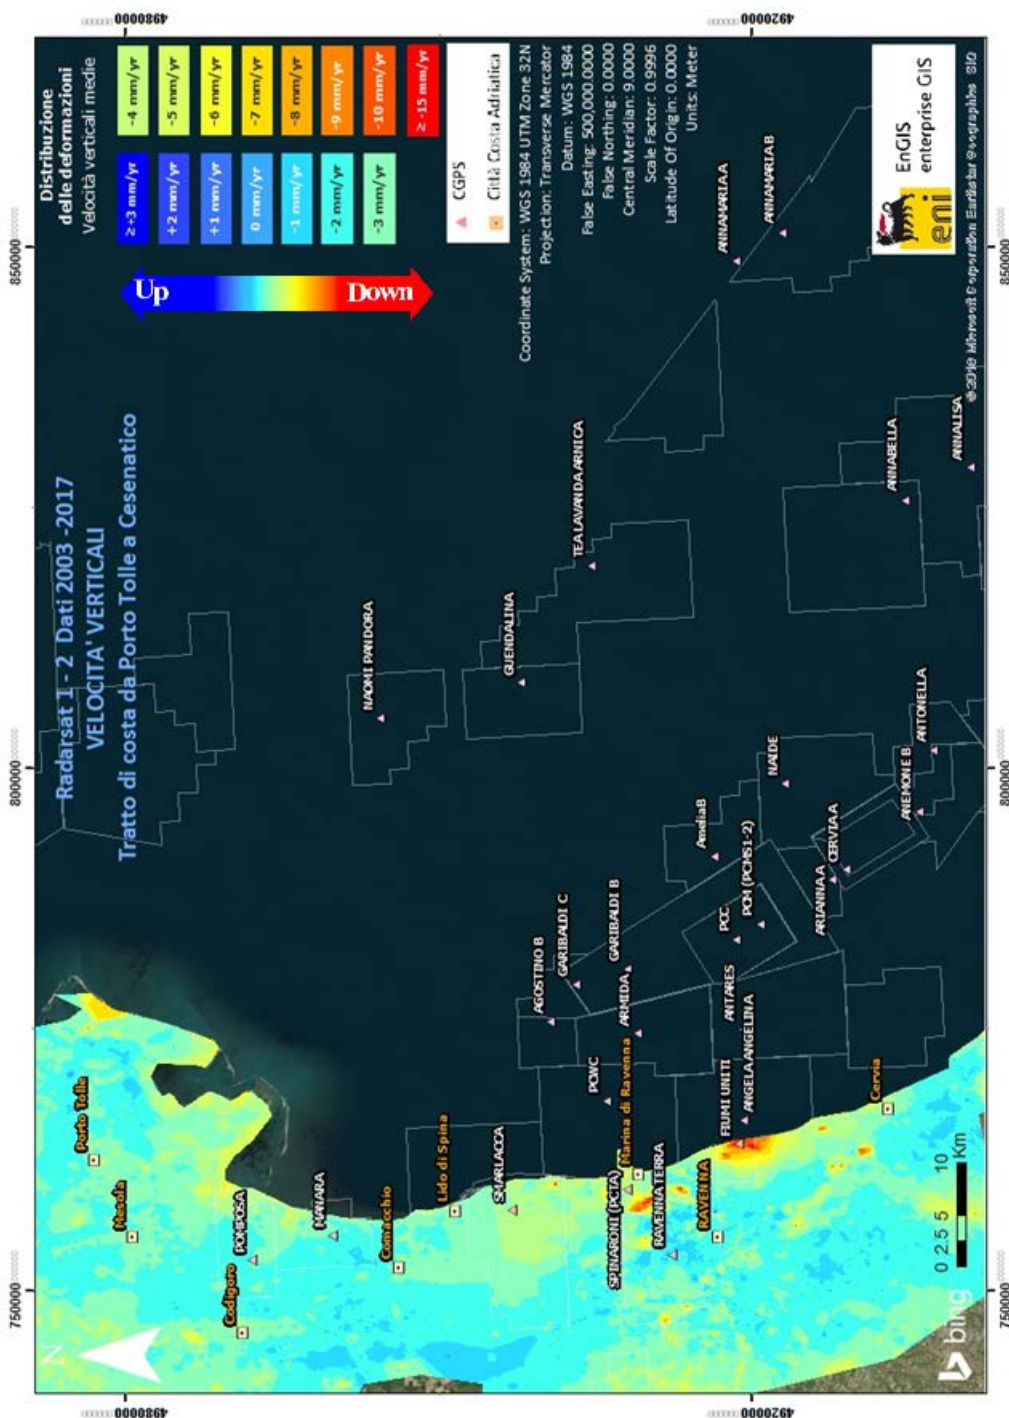 Radarsat 1 - 2 Dati 2003 -2017
VELOCITA' VERTICALI
Tratto di costa da Porto Tolle a Cesenatico
Distribuzione
delle deformazioni
Velocità verticali medie
Up
Down
≥+3 mm/yr
+2 mm/yr
+1 mm/yr
0 mm/yr
-1 mm/yr
-2 mm/yr
-3 mm/yr
-4 mm/yr
-5 mm/yr
-6 mm/yr
-7 mm/yr
-8 mm/yr
-9 mm/yr
-10 mm/yr
≥ -15 mm/yr
CGPS
Città Costa Adriatica
Coordinate System: WGS 1984 UTM Zone 32N
Projection: Transverse Mercator
Datum: WGS 1984
False Easting: 500,000.0000
False Northing: 0.0000
Central Meridian: 9.0000
Scale Factor: 0.9996
Latitude Of Origin: 0.0000
Units: Meter
N
750000
800000
850000
4980000
4920000
750000
800000
850000
4980000
4920000
Porto Tolle
Mesola
Codigoro
POMPOSA
MANARA
Comacchio
Lido di Spina
SMARLACCA
NAOMI PANDORA
GUENDALINA
TEA LAVANDA ARNICA
AGOSTINO B
GARIBALDI C
GARIBALDI B
ARMIDA
PCWC
Marina di Ravenna
SPINARONI (PCTA)
RAVENNA TERRA
RAVENNA
FIUMI UNITI
ANTARES
ANGELA ANGELINA
PCC
PCM (PCMS1-2)
Amelia B
NAIDE
ARIANNA A
CERVIA A
ANEMONE B
ANTONELLA
Cervia
ANNAMARIA A
ANNAMARIA B
ANNABELLA
ANNALISA
EnGIS
enterprise GIS
eni
bing
0 2.5 5 10
Km